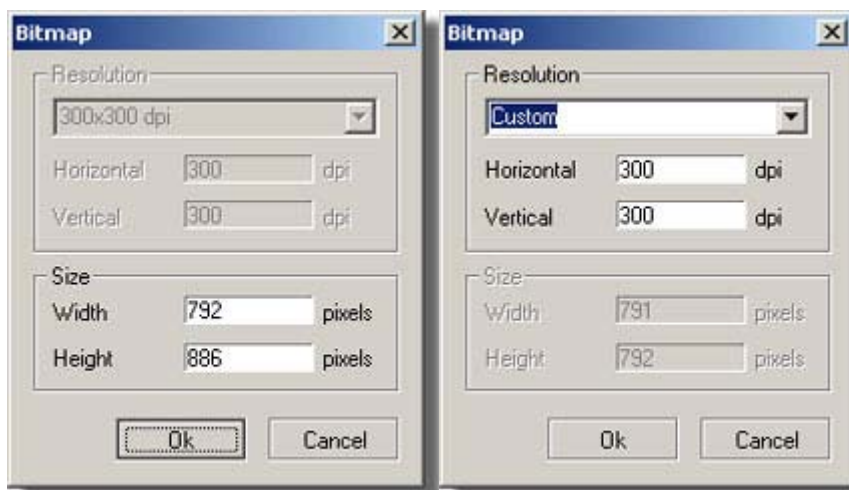 Bitmap
Resolution
300x300 dpi
Horizontal 300 dpi
Vertical 300 dpi
Size
Width 792 pixels
Height 886 pixels
Ok Cancel
Bitmap
Resolution
Custom
Horizontal 300 dpi
Vertical 300 dpi
Size
Width 791 pixels
Height 792 pixels
Ok Cancel